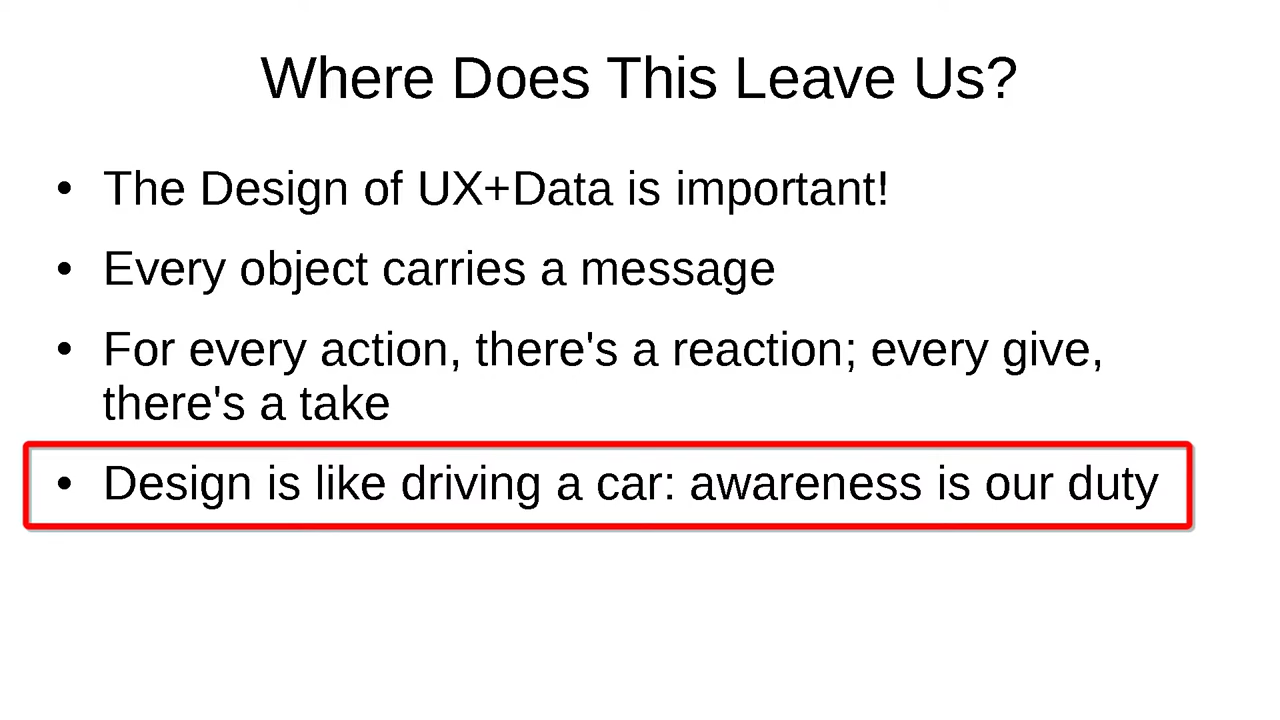 Where Does This Leave Us?
• The Design of UX+Data is important!
• Every object carries a message
• For every action, there's a reaction; every give,
there's a take
• Design is like driving a car: awareness is our duty